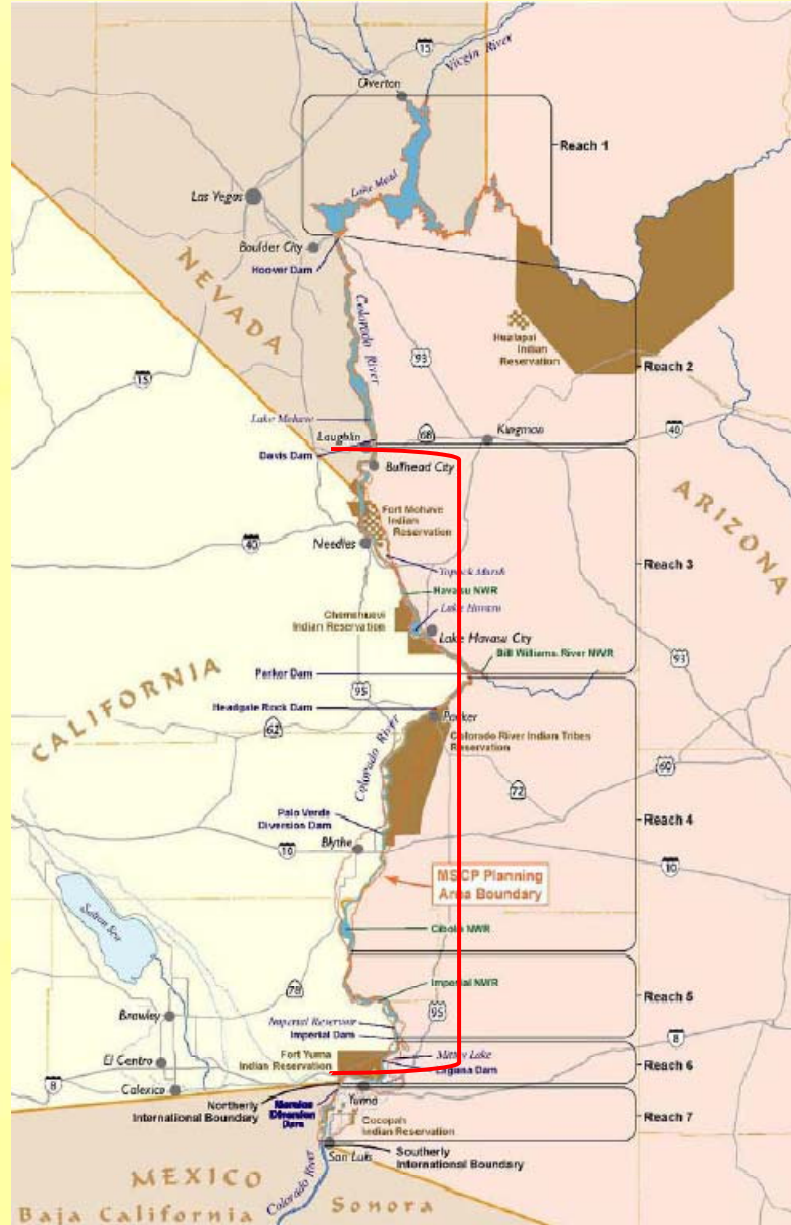 15
Virgin River
Overton
Reach 1
Las Vegas
Lake Mead
Boulder City
Hoover Dam
NEVADA
Colorado River
93
Hualapai
Indian
Reservation
Reach 2
15
Lake Mohave
Laughlin
68
Kingman
40
Davis Dam
Bullhead City
ARIZONA
Fort Mohave
Indian
Reservation
40
Needles
Topock Marsh
Reach 3
Havasu NWR
Lake Havasu
Chemehuevi
Indian Reservation
Lake Havasu City
Bill Williams River NWR
93
CALIFORNIA
Parker Dam
95
Headgate Rock Dam
Parker
62
Colorado River Indian Tribes
Reservation
Colorado River
60
72
Palo Verde
Diversion Dam
Reach 4
Blythe
10
10
MSCP Planning
Area Boundary
Salton Sea
Cibola NWR
78
Imperial NWR
Reach 5
95
Brawley
Imperial Reservoir
Imperial Dam
8
El Centro
Fort Yuma
Indian Reservation
Mittry Lake
Laguna Dam
Reach 6
8
Calexico
Northerly
International Boundary
Morelos
Diversion
Dam
Yuma
Reach 7
Cocopah
Indian Reservation
San Luis
Southerly
International Boundary
MEXICO
Colorado River
Baja California
Sonora